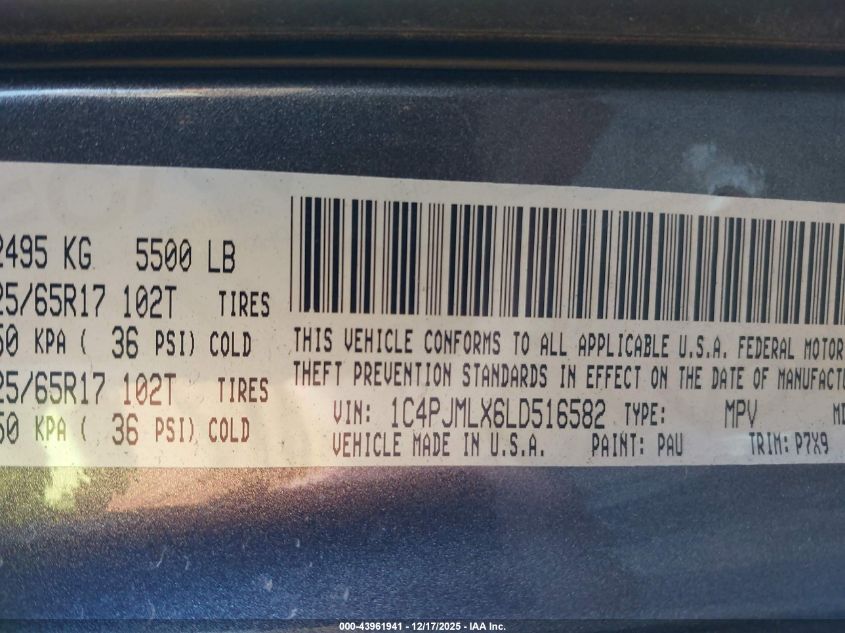 2495 KG 5500 LB
25/65R17 102T TIRES
50 KPA ( 36 PSI) COLD
25/65R17 102T TIRES
50 KPA ( 36 PSI) COLD
THIS VEHICLE CONFORMS TO ALL APPLICABLE U.S.A. FEDERAL MOTOR
THEFT PREVENTION STANDARDS IN EFFECT ON THE DATE OF MANUFACTU
VIN: 1C4PJMLX6LD516582 TYPE: MPV MD
VEHICLE MADE IN U.S.A. PAINT: PAU TRIM: P7X9
000-43961941 - 12/17/2025 - IAA Inc.